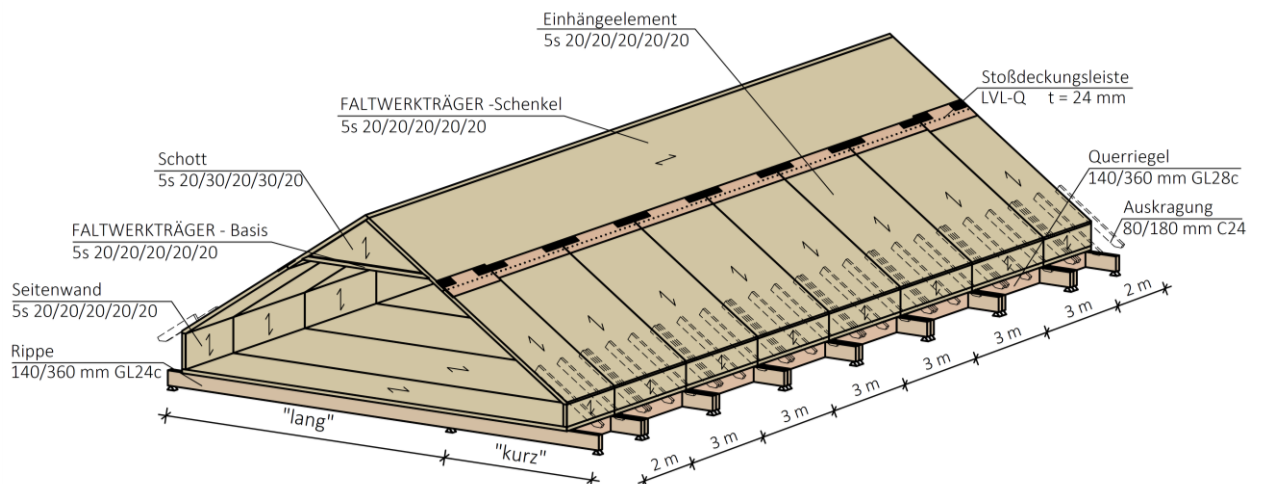 Einhängeelement
5s 20/20/20/20/20
Stoßdeckungsleiste
LVL-Q t = 24 mm
FALTWERKTRÄGER -Schenkel
5s 20/20/20/20/20
Schott
5s 20/30/20/30/20
Querriegel
140/360 mm GL28c
Auskragung
80/180 mm C24
FALTWERKTRÄGER - Basis
5s 20/20/20/20/20
Seitenwand
5s 20/20/20/20/20
Rippe
140/360 mm GL24c
"lang"
"kurz"
2 m
3 m
3 m
3 m
3 m
3 m
3 m
2 m